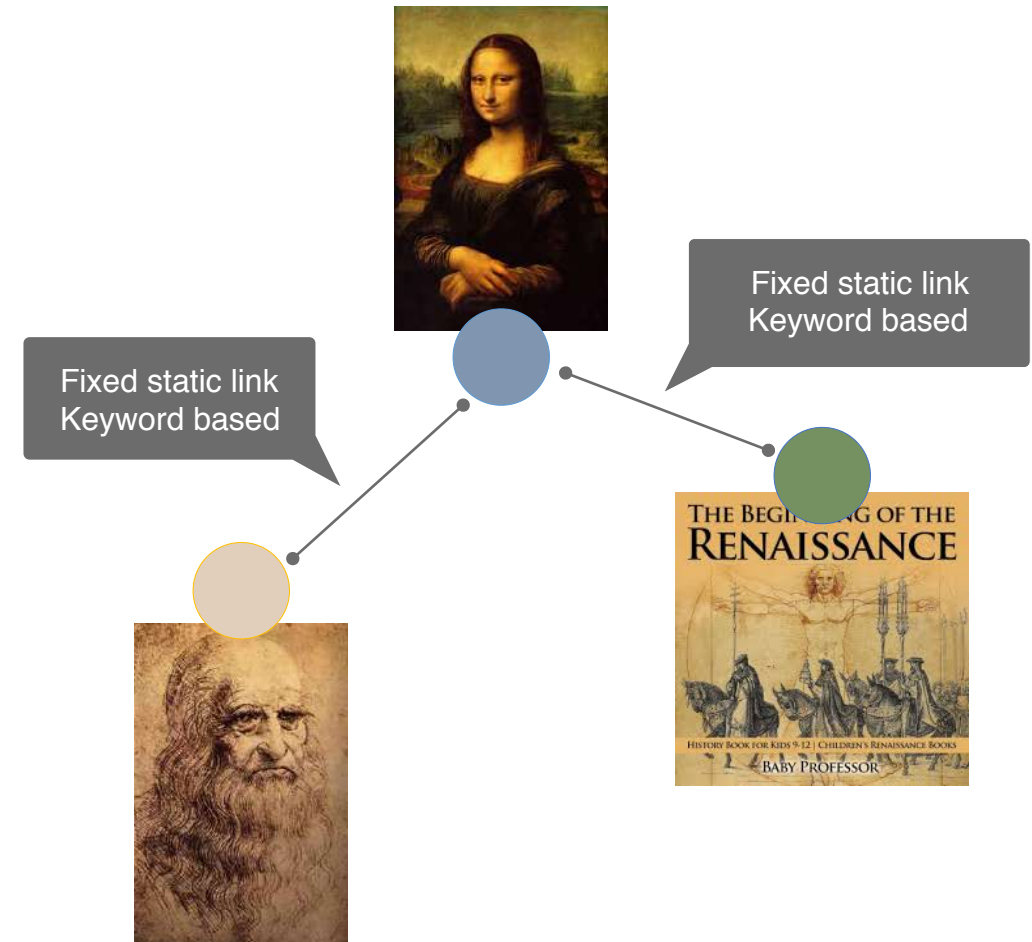 Fixed static link
Keyword based
Fixed static link
Keyword based
THE BEGI NG OF THE
RENAISSANCE
HISTORY BOOK FOR KIDS 9-12 | CHILDREN'S RENAISSANCE BOOKS
BABY PROFESSOR